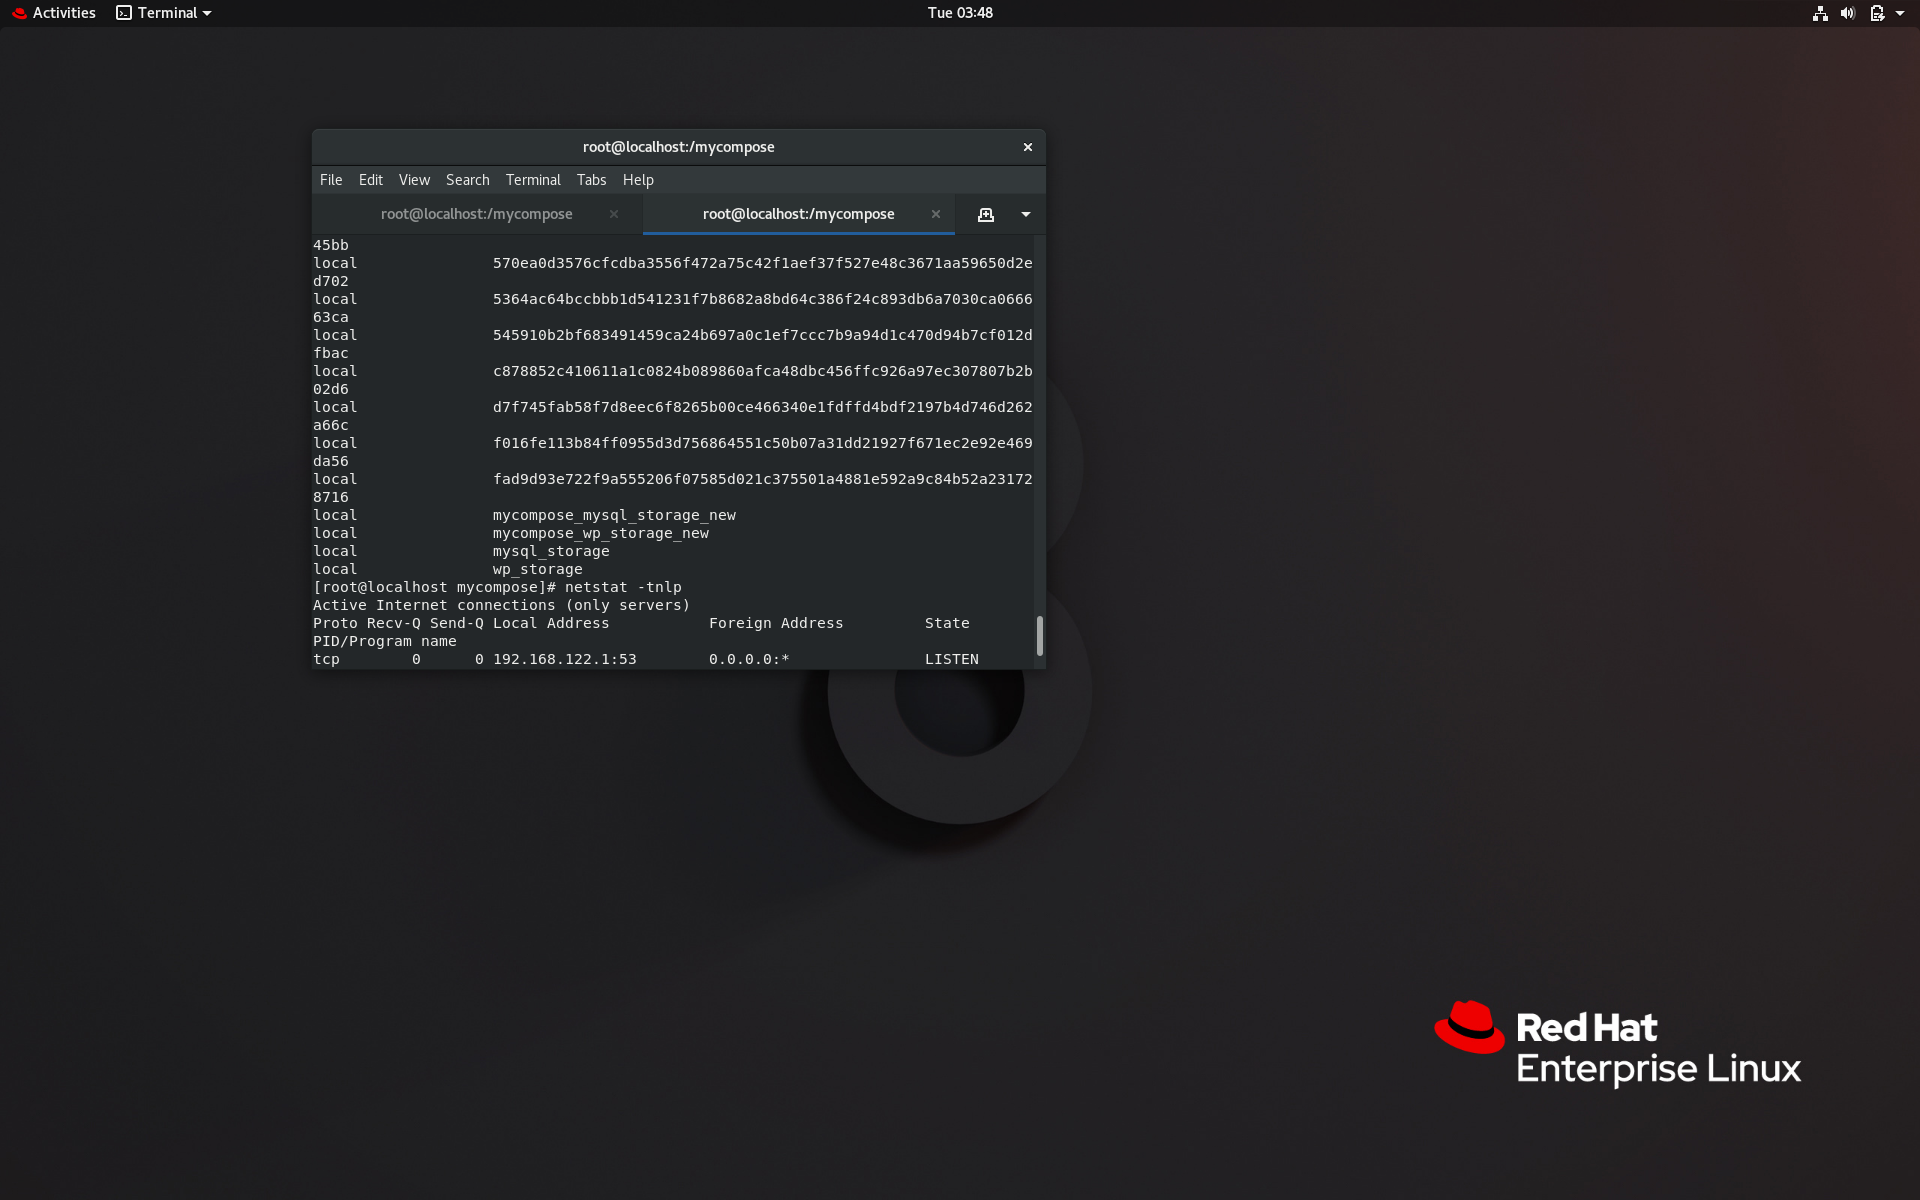 Activities Terminal Tue 03:48
root@localhost:/mycompose
File Edit View Search Terminal Tabs Help
root@localhost:/mycompose root@localhost:/mycompose
45bb
local 570ea0d3576cfcdba3556f472a75c42f1aef37f527e48c3671aa59650d2e
d702
local 5364ac64bccbbb1d541231f7b8682a8bd64c386f24c893db6a7030ca0666
63ca
local 545910b2bf683491459ca24b697a0c1ef7ccc7b9a94d1c470d94b7cf012d
fbac
local c878852c410611a1c0824b089860afca48dbc456ffc926a97ec307807b2b
02d6
local d7f745fab58f7d8eec6f8265b00ce466340e1fdffd4bdf2197b4d746d262
a66c
local f016fe113b84ff0955d3d756864551c50b07a31dd21927f671ec2e92e469
da56
local fad9d93e722f9a555206f07585d021c375501a4881e592a9c84b52a23172
8716
local mycompose_mysql_storage_new
local mycompose_wp_storage_new
local mysql_storage
local wp_storage
[root@localhost mycompose]# netstat -tnlp
Active Internet connections (only servers)
Proto Recv-Q Send-Q Local Address Foreign Address State
PID/Program name
tcp 0 0 192.168.122.1:53 0.0.0.0:* LISTEN
Red Hat
Enterprise Linux